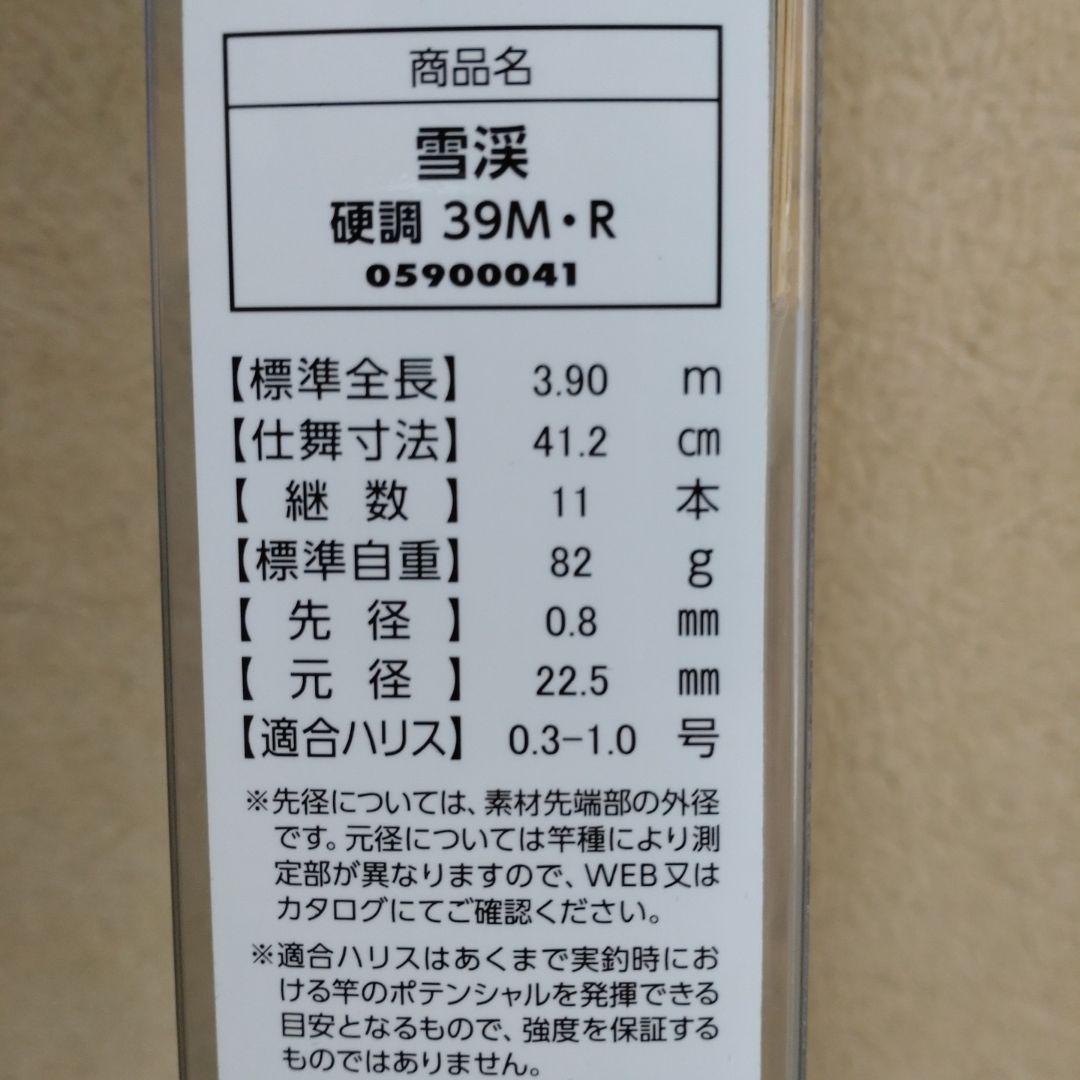 商品名
雪渓
硬調 39M・R
05900041
【標準全長】 3.90 m
【仕舞寸法】 41.2 cm
【 継 数 】 11 本
【標準自重】 82 g
【 先 径 】 0.8 mm
【 元 径 】 22.5 mm
【適合ハリス】 0.3-1.0 号
※先径については、素材先端部の外径
です。元径については竿種により測
定部が異なりますので、WEB又は
カタログにてご確認ください。
※適合ハリスはあくまで実釣時にお
ける竿のポテンシャルを発揮できる
目安となるもので、強度を保証する
ものではありません。